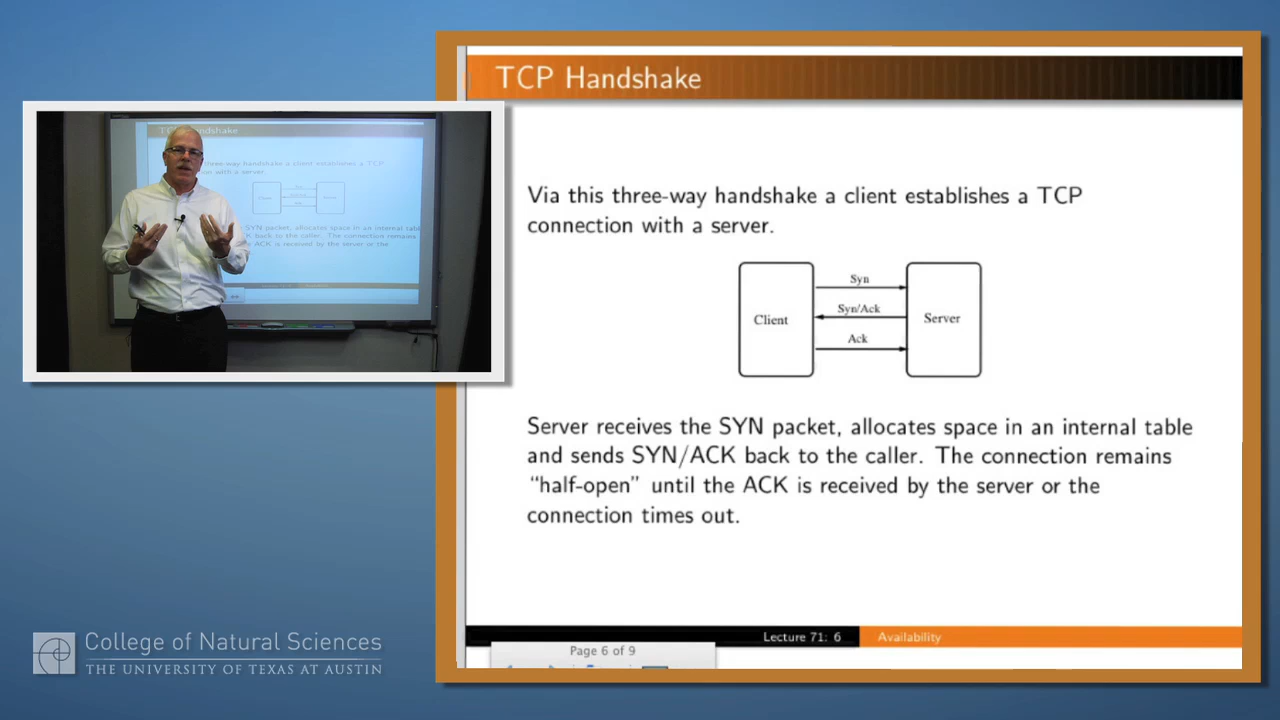 TCP Handshake
Via this three-way handshake a client establishes a TCP
connection with a server.
Client
Syn
Syn/Ack
Ack
Server
Server receives the SYN packet, allocates space in an internal table
and sends SYN/ACK back to the caller. The connection remains
“half-open” until the ACK is received by the server or the
connection times out.
Lecture 71: 6
Availability
Page 6 of 9
College of Natural Sciences
THE UNIVERSITY OF TEXAS AT AUSTIN